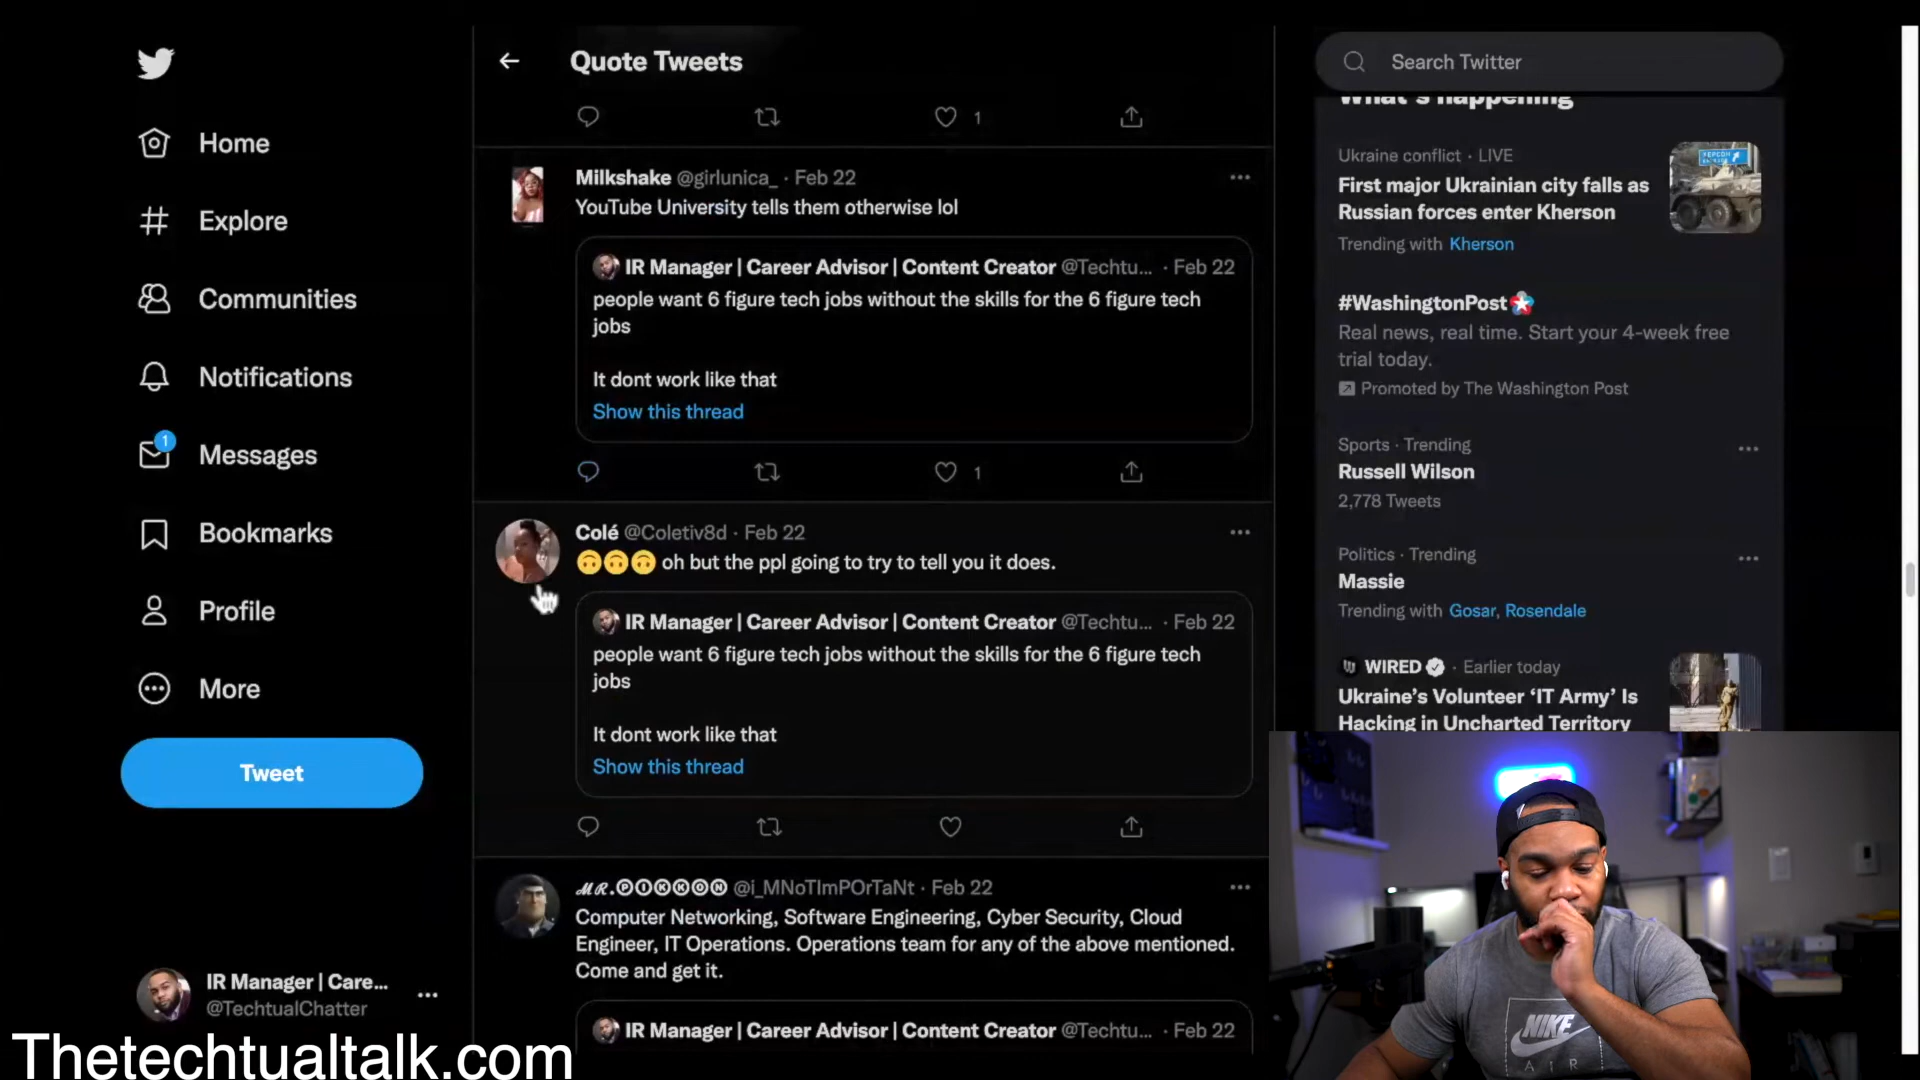 Home
Explore
Communities
Notifications
1
Messages
Bookmarks
Profile
More
Tweet
IR Manager | Care...
@TechtualChatter
Thetechtualtalk.com
Quote Tweets
1
Milkshake @girlunica_ · Feb 22
YouTube University tells them otherwise lol
IR Manager | Career Advisor | Content Creator @Techtu... · Feb 22
people want 6 figure tech jobs without the skills for the 6 figure tech
jobs
It dont work like that
Show this thread
1
Colé @Coletiv8d · Feb 22
🙃🙃🙃 oh but the ppl going to try to tell you it does.
IR Manager | Career Advisor | Content Creator @Techtu... · Feb 22
people want 6 figure tech jobs without the skills for the 6 figure tech
jobs
It dont work like that
Show this thread
ℳℛ.ⓅⒾⓀⓀⓄⓃ @i_MNoTImPOrTaNt · Feb 22
Computer Networking, Software Engineering, Cyber Security, Cloud
Engineer, IT Operations. Operations team for any of the above mentioned.
Come and get it.
IR Manager | Career Advisor | Content Creator @Techtu... · Feb 22
Search Twitter
What's happening
Ukraine conflict · LIVE
First major Ukrainian city falls as
Russian forces enter Kherson
Trending with Kherson
#WashingtonPost
Real news, real time. Start your 4-week free
trial today.
Promoted by The Washington Post
Sports · Trending
Russell Wilson
2,778 Tweets
Politics · Trending
Massie
Trending with Gosar, Rosendale
WIRED · Earlier today
Ukraine's Volunteer 'IT Army' Is
Hacking in Uncharted Territory
NIKE
AIR